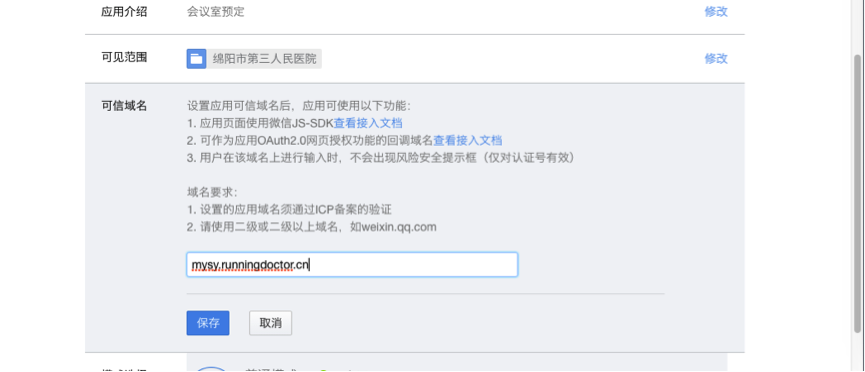 应用介绍 会议室预定 修改
可见范围 绵阳市第三人民医院 修改
可信域名 设置应用可信域名后，应用可使用以下功能：
1. 应用页面使用微信JS-SDK查看接入文档
2. 可作为应用OAuth2.0网页授权功能的回调域名查看接入文档
3. 用户在该域名上进行输入时，不会出现风险安全提示框（仅对认证号有效）
域名要求：
1. 设置的应用域名须通过ICP备案的验证
2. 请使用二级或二级以上域名，如weixin.qq.com
mysy.runningdoctor.cn
保存 取消